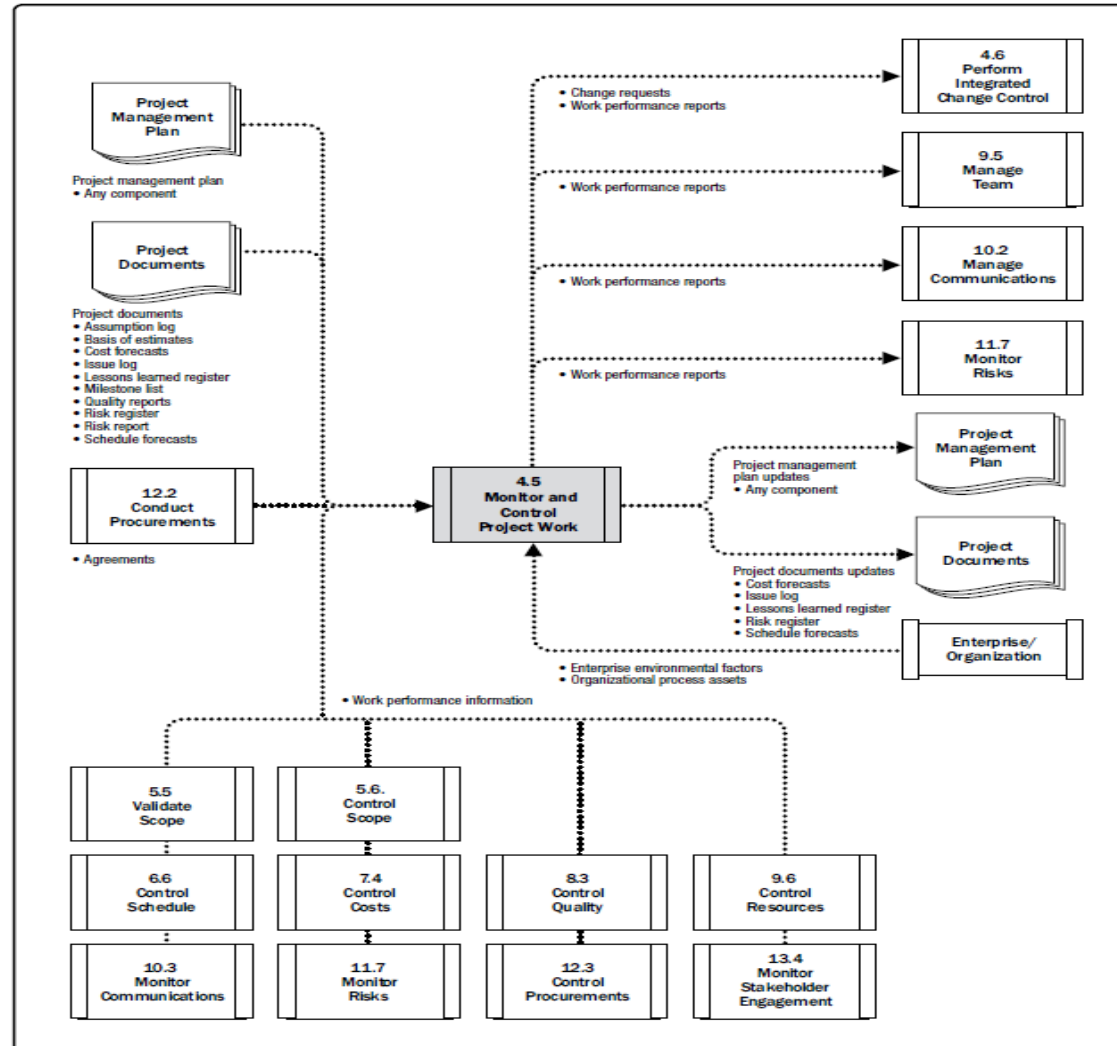 Project
Management
Plan
Project management plan
• Any component
Project
Documents
Project documents
• Assumption log
• Basis of estimates
• Cost forecasts
• Issue log
• Lessons learned register
• Milestone list
• Quality reports
• Risk register
• Risk report
• Schedule forecasts
12.2
Conduct
Procurements
• Agreements
4.5
Monitor and
Control
Project Work
• Change requests
• Work performance reports
4.6
Perform
Integrated
Change Control
• Work performance reports
9.5
Manage
Team
• Work performance reports
10.2
Manage
Communications
• Work performance reports
11.7
Monitor
Risks
Project management
plan updates
• Any component
Project
Management
Plan
Project documents updates
• Cost forecasts
• Issue log
• Lessons learned register
• Risk register
• Schedule forecasts
Project
Documents
Enterprise/
Organization
• Enterprise environmental factors
• Organizational process assets
• Work performance information
5.5
Validate
Scope
5.6.
Control
Scope
6.6
Control
Schedule
7.4
Control
Costs
8.3
Control
Quality
9.6
Control
Resources
10.3
Monitor
Communications
11.7
Monitor
Risks
12.3
Control
Procurements
13.4
Monitor
Stakeholder
Engagement